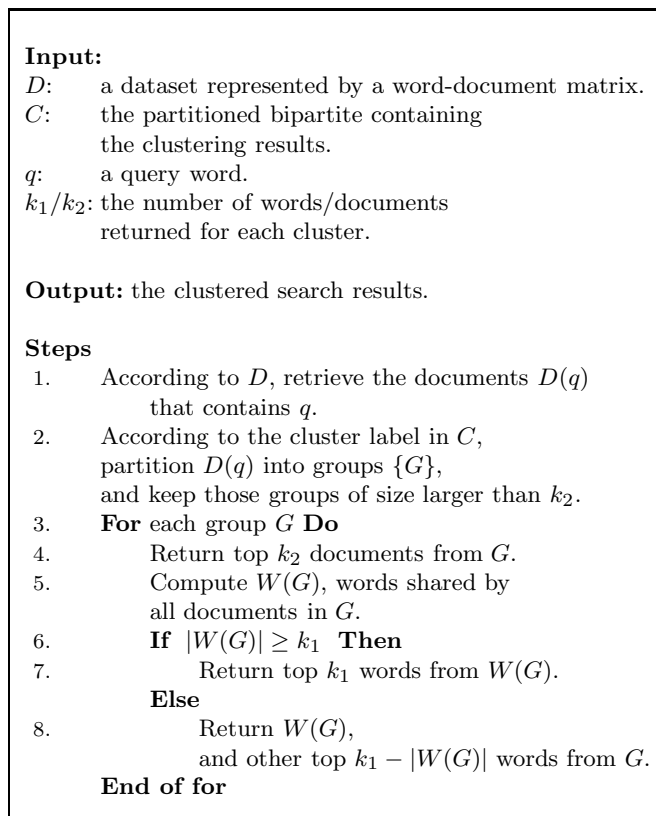 Input:
D: a dataset represented by a word-document matrix.
C: the partitioned bipartite containing
the clustering results.
q: a query word.
k₁/k₂: the number of words/documents
returned for each cluster.
Output: the clustered search results.
Steps
1. According to D, retrieve the documents D(q)
that contains q.
2. According to the cluster label in C,
partition D(q) into groups {G},
and keep those groups of size larger than k₂.
3. For each group G Do
4. Return top k₂ documents from G.
5. Compute W(G), words shared by
all documents in G.
6. If |W(G)| ≥ k₁ Then
7. Return top k₁ words from W(G).
Else
8. Return W(G),
and other top k₁ − |W(G)| words from G.
End of for